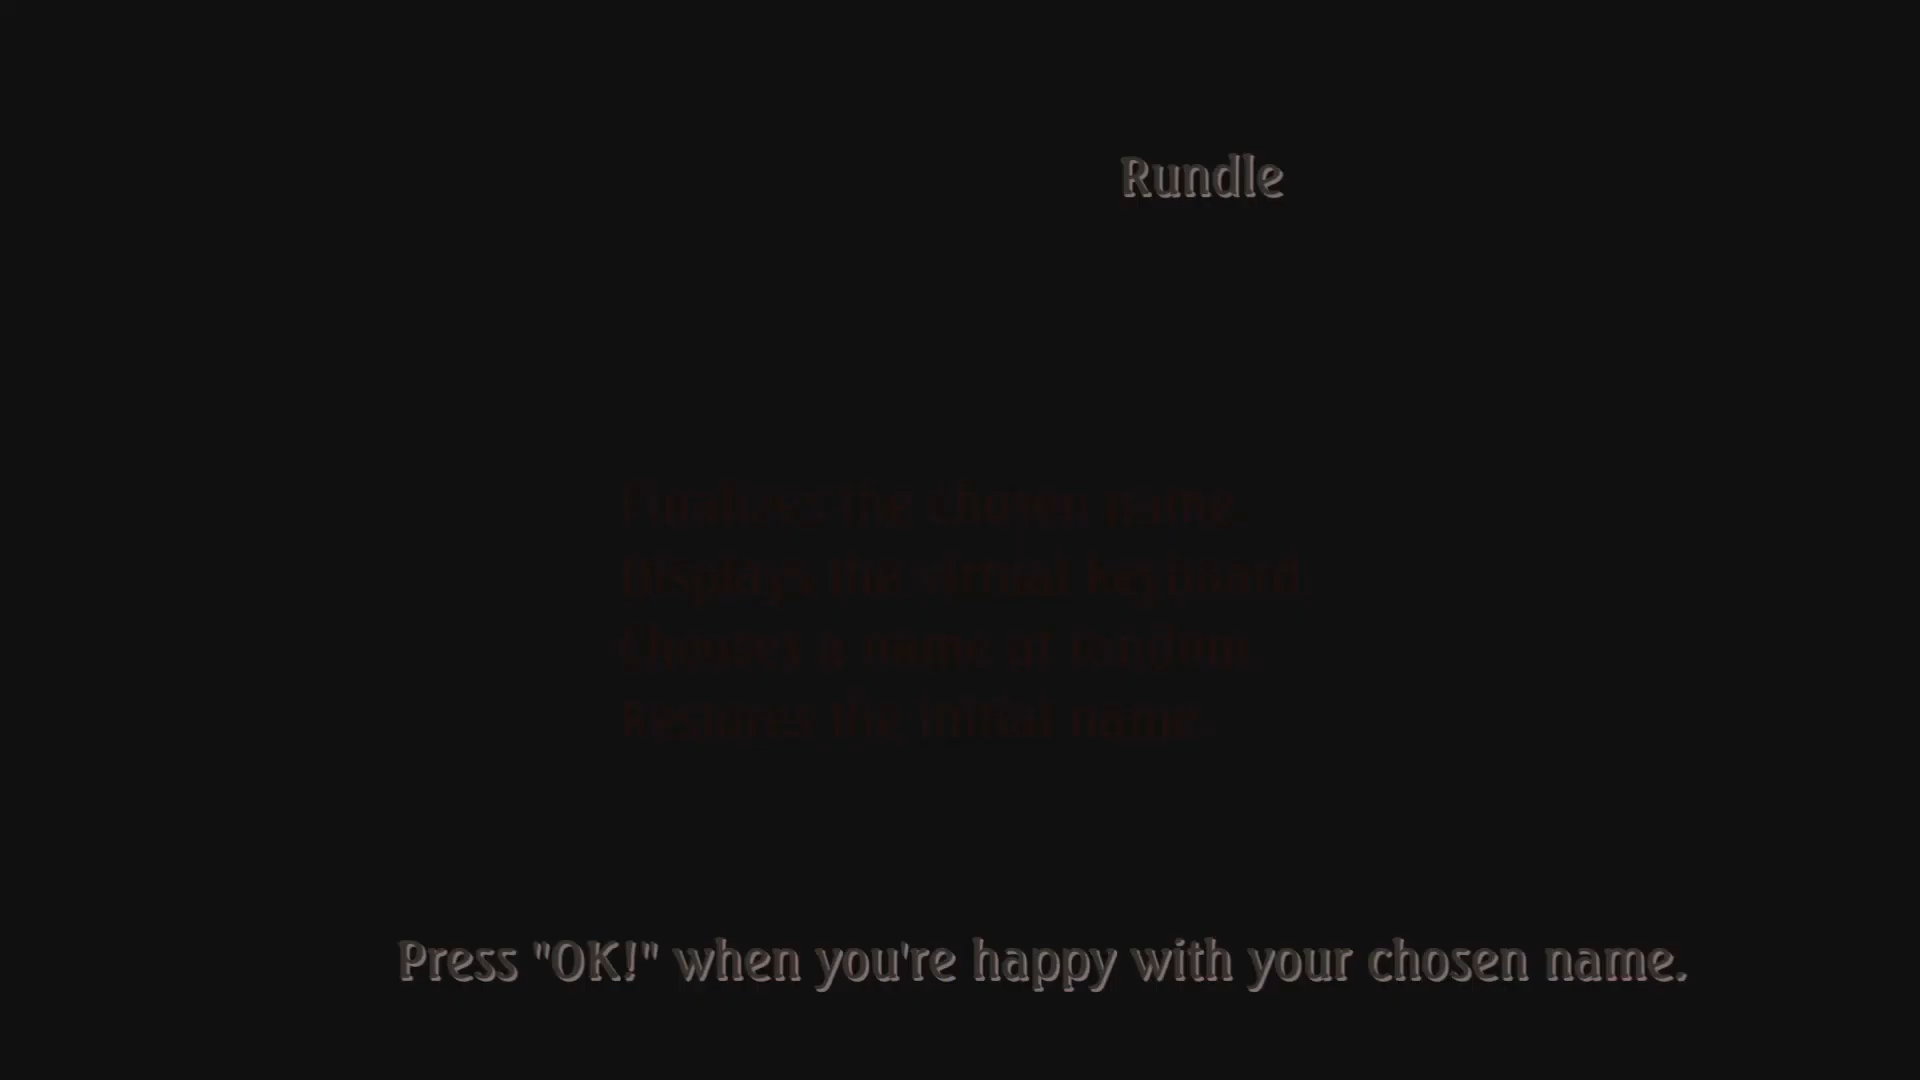 Rundle
Finalizes the chosen name.
Displays the virtual keyboard.
Chooses a name at random.
Restores the initial name.
Press "OK!" when you're happy with your chosen name.